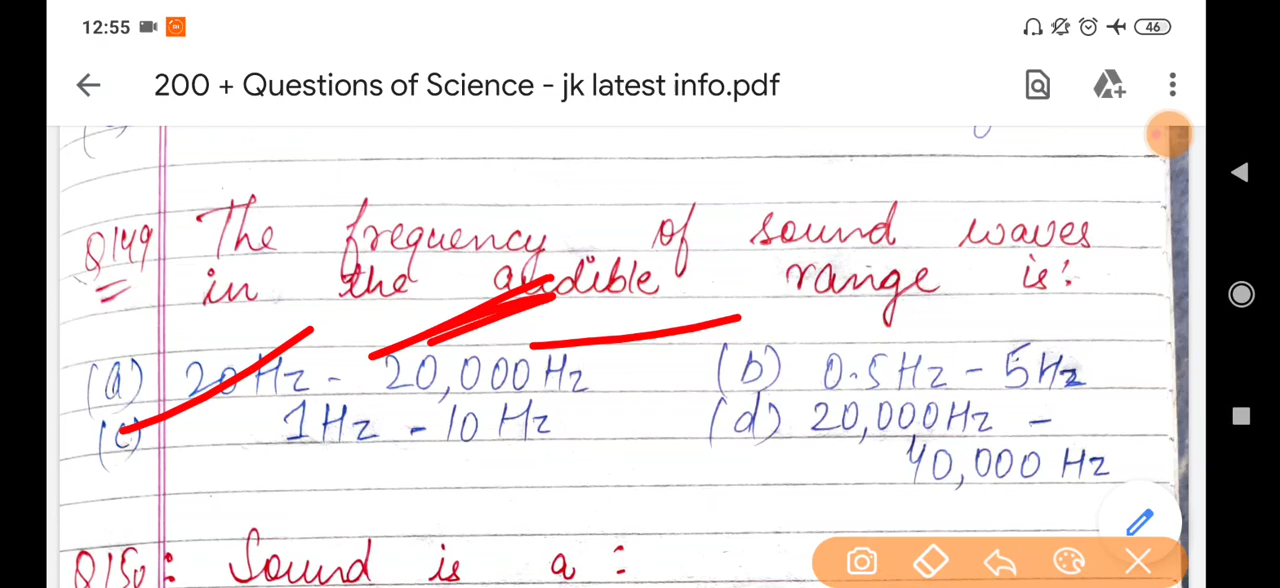 12:55
46
200 + Questions of Science - jk latest info.pdf
Q149 The frequency of sound waves
in the audible range is:
(a) 20 Hz - 20,000 Hz (b) 0.5 Hz - 5 Hz
(c) 1 Hz - 10 Hz (d) 20,000 Hz -
40,000 Hz
Q150: Sound is a :